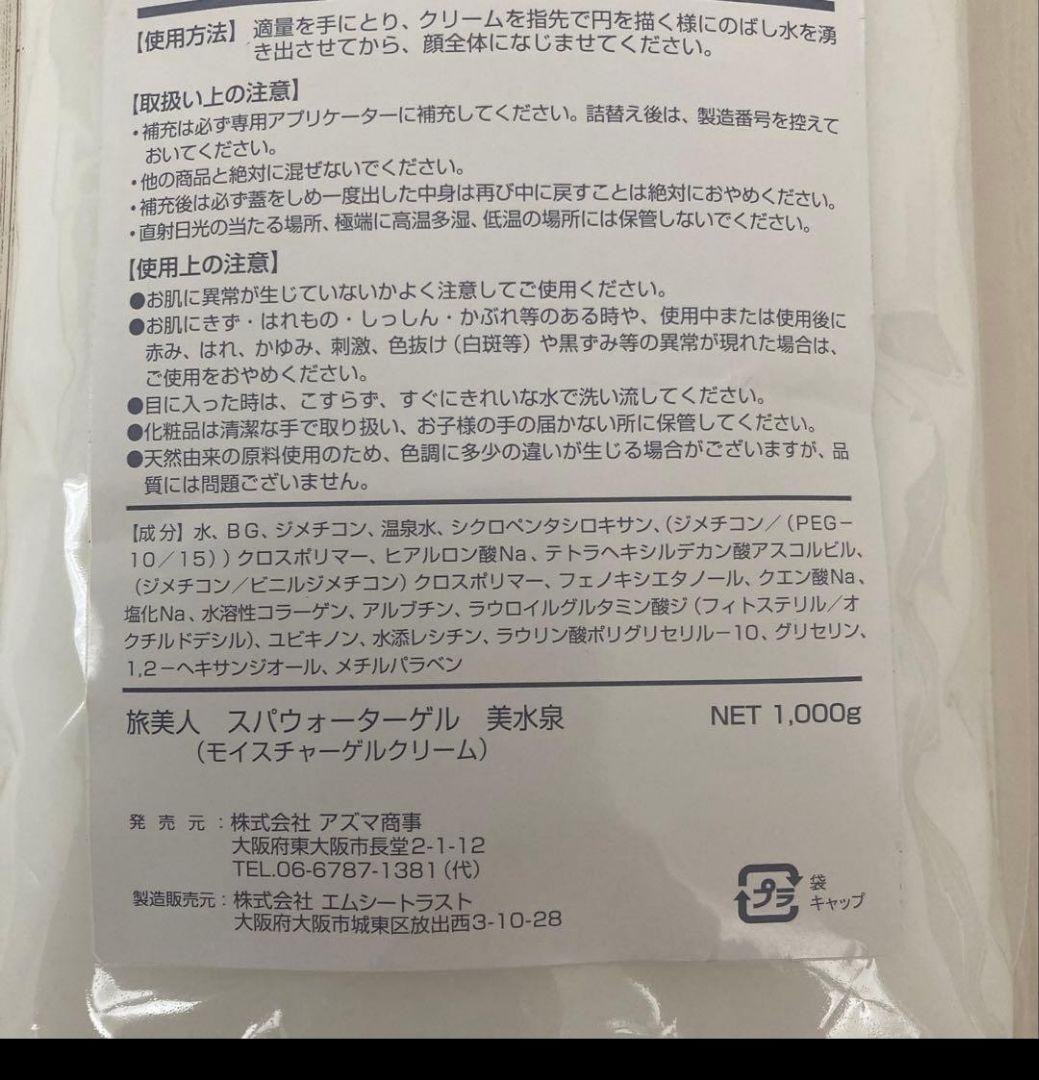 【使用方法】適量を手にとり、クリームを指先で円を描く様にのばし水を湧
き出させてから、顔全体になじませてください。
【取扱い上の注意】
・補充は必ず専用アプリケーターに補充してください。詰替え後は、製造番号を控えて
おいてください。
・他の商品と絶対に混ぜないでください。
・補充後は必ず蓋をしめ一度出した中身は再び中に戻すことは絶対におやめください。
・直射日光の当たる場所、極端に高温多湿、低温の場所には保管しないでください。
【使用上の注意】
●お肌に異常が生じていないかよく注意してご使用ください。
●お肌にきず・はれもの・しっしん・かぶれ等のある時や、使用中または使用後に
赤み、はれ、かゆみ、刺激、色抜け（白斑等）や黒ずみ等の異常が現れた場合は、
ご使用をおやめください。
●目に入った時は、こすらず、すぐにきれいな水で洗い流してください。
●化粧品は清潔な手で取り扱い、お子様の手の届かない所に保管してください。
●天然由来の原料使用のため、色調に多少の違いが生じる場合がございますが、品
質には問題ございません。
【成分】水、BG、ジメチコン、温泉水、シクロペンタシロキサン、（ジメチコン／（PEG－
10／15））クロスポリマー、ヒアルロン酸Na、テトラヘキシルデカン酸アスコルビル、
（ジメチコン／ビニルジメチコン）クロスポリマー、フェノキシエタノール、クエン酸Na、
塩化Na、水溶性コラーゲン、アルブチン、ラウロイルグルタミン酸ジ（フィトステリル／オ
クチルドデシル）、ユビキノン、水添レシチン、ラウリン酸ポリグリセリル－10、グリセリン、
1,2－ヘキサンジオール、メチルパラベン
旅美人　スパウォーターゲル　美水泉　NET 1,000g
（モイスチャーゲルクリーム）
発売元：株式会社 アズマ商事
大阪府東大阪市長堂2-1-12
TEL.06-6787-1381（代）
製造販売元：株式会社 エムシートラスト
大阪府大阪市城東区放出西3-10-28
プラ
袋
キャップ